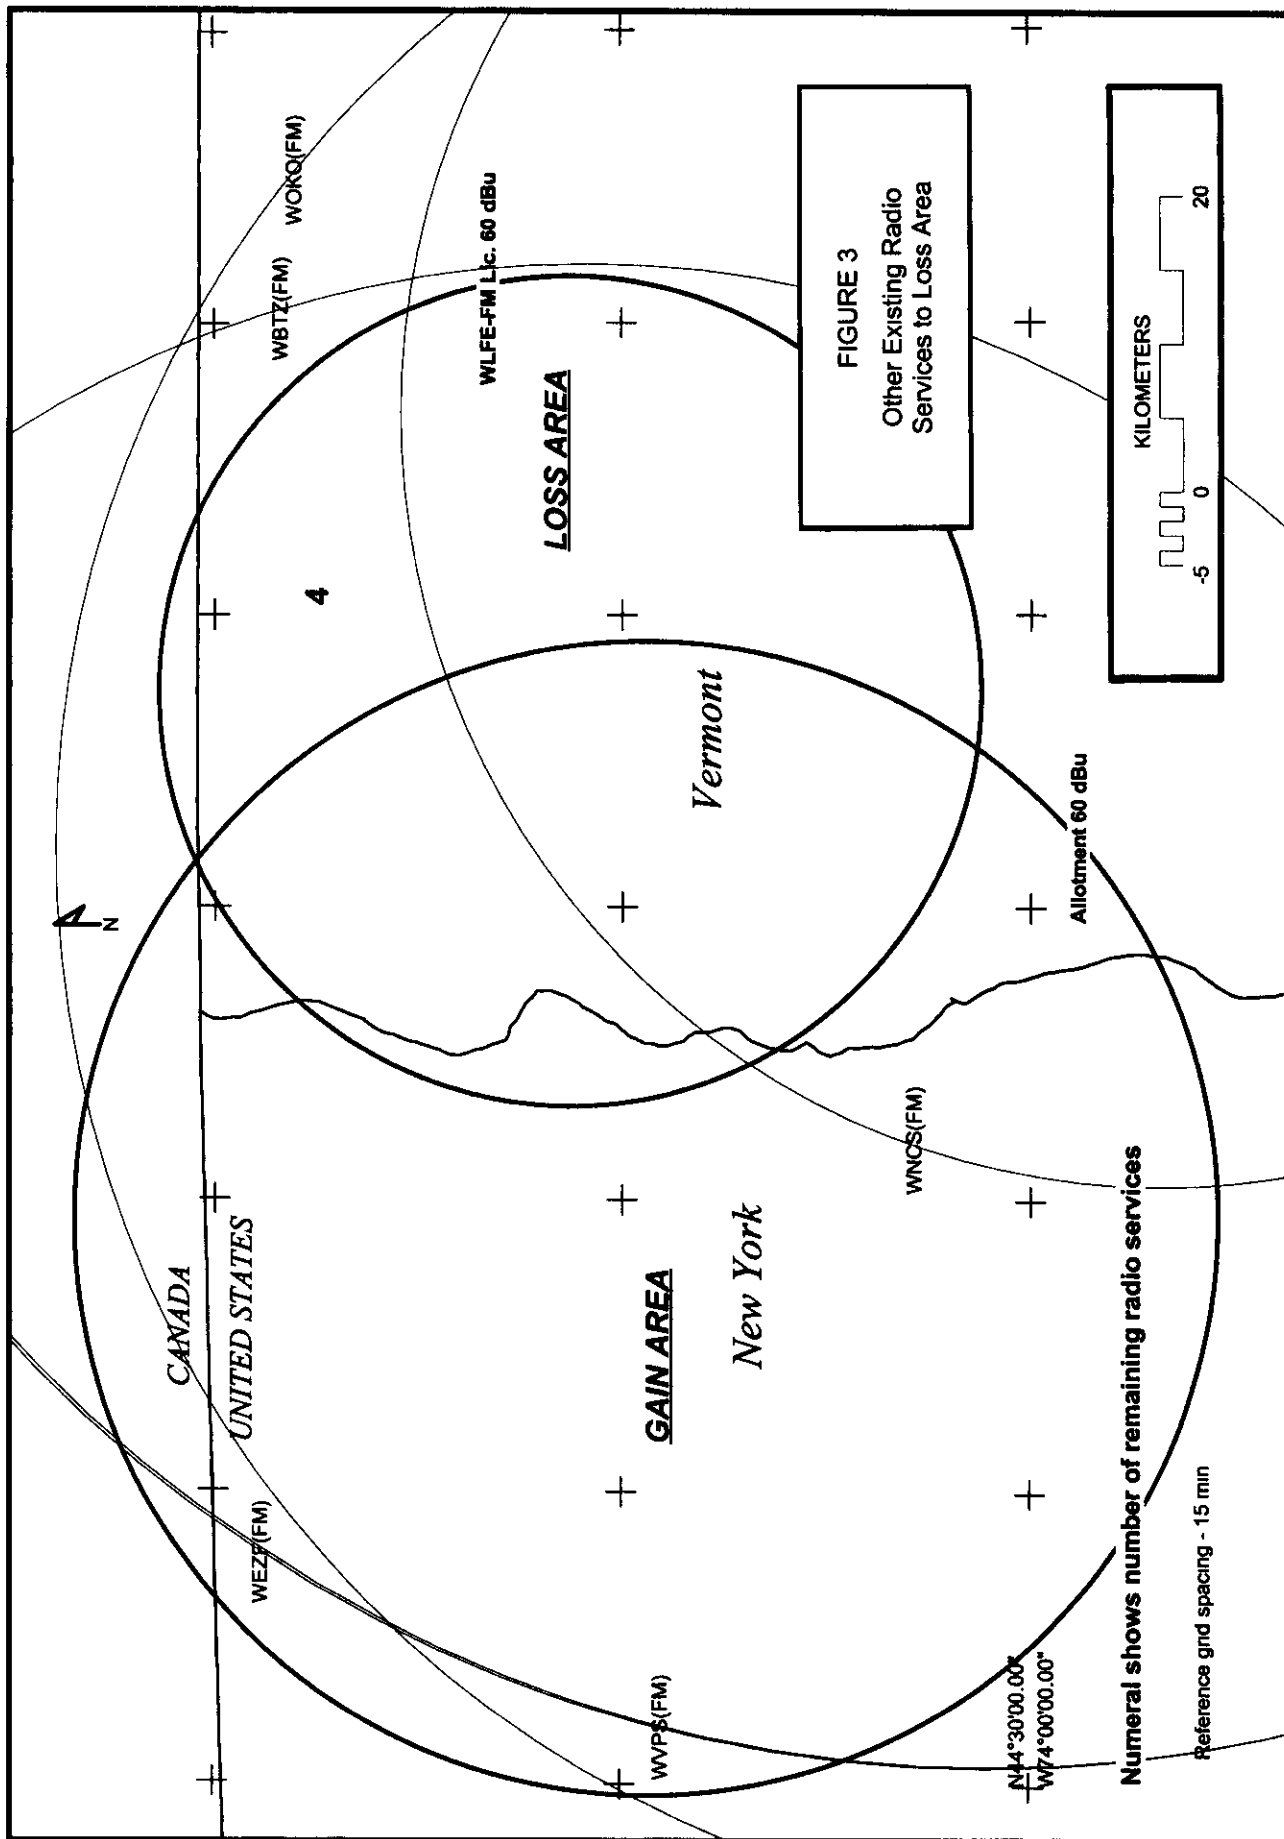 N
CANADA
UNITED STATES
WEZF(FM)
WBTZ(FM)
WOKO(FM)
4
WLFE-FM Lic. 60 dBu
LOSS AREA
WVPS(FM)
GAIN AREA
New York
Vermont
WNCS(FM)
FIGURE 3
Other Existing Radio
Services to Loss Area
N44°30'00.00"
W74°00'00.00"
Allotment 60 dBu
Numeral shows number of remaining radio services
Reference grid spacing - 15 min
KILOMETERS
-5 0 20